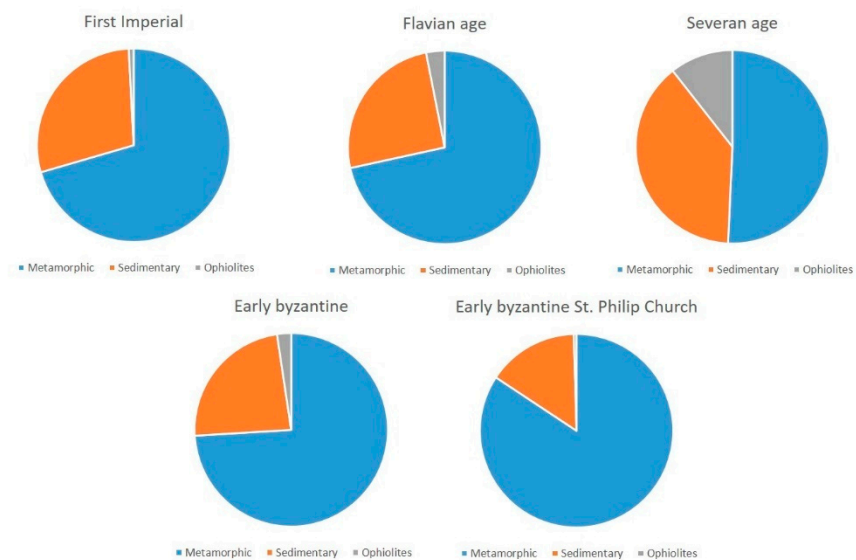 First Imperial
Flavian age
Severan age
Metamorphic Sedimentary Ophiolites
Metamorphic Sedimentary Ophiolites
Metamorphic Sedimentary Ophiolites
Early byzantine
Early byzantine St. Philip Church
Metamorphic Sedimentary Ophiolites
Metamorphic Sedimentary Ophiolites